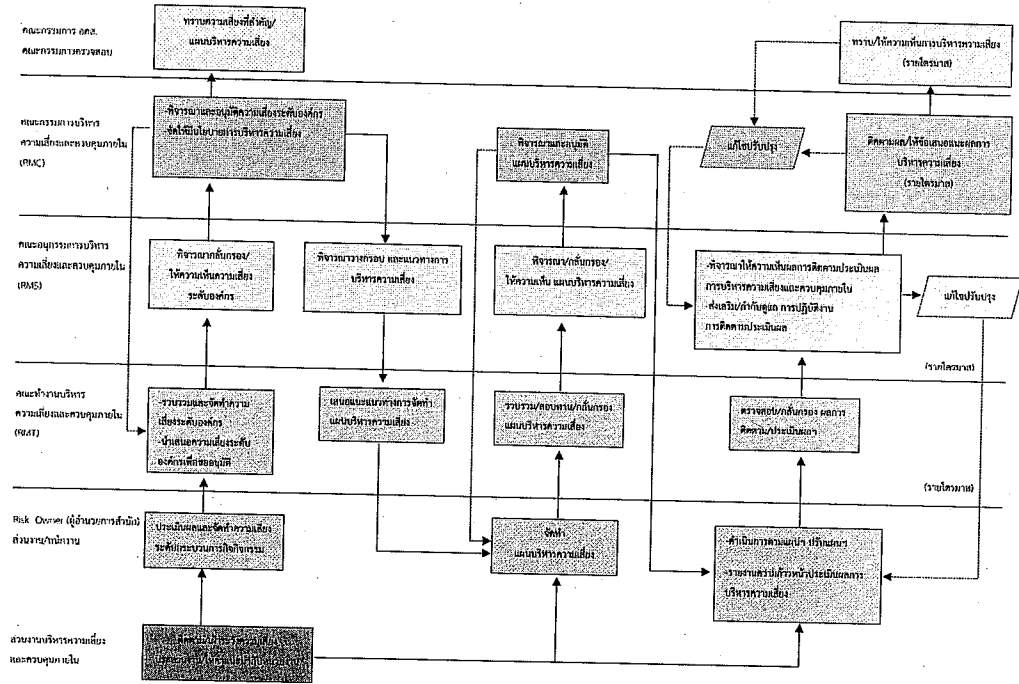 คณะกรรมการ อคส.
คณะกรรมการตรวจสอบ
ทราบความเสี่ยงที่สำคัญ/
แผนบริหารความเสี่ยง
ทราบ/ให้ความเห็นการบริหารความเสี่ยง
(รายไตรมาส)
คณะกรรมการบริหาร
ความเสี่ยงและควบคุมภายใน
(RMC)
-พิจารณาและอนุมัติความเสี่ยงระดับองค์กร
-จัดให้มีนโยบายการบริหารความเสี่ยง
พิจารณาและอนุมัติ
แผนบริหารความเสี่ยง
แก้ไขปรับปรุง
ติดตามผล/ให้ข้อเสนอแนะผลการ
บริหารความเสี่ยง
(รายไตรมาส)
คณะอนุกรรมการบริหาร
ความเสี่ยงและควบคุมภายใน
(RMS)
พิจารณากลั่นกรอง/
ให้ความเห็นความเสี่ยง
ระดับองค์กร
พิจารณาวางกรอบ และแนวทางการ
บริหารความเสี่ยง
พิจารณา/กลั่นกรอง/
ให้ความเห็น แผนบริหารความเสี่ยง
-พิจารณาให้ความเห็นผลการติดตามประเมินผล
การบริหารความเสี่ยงและควบคุมภายใน
-ส่งเสริม/กำกับดูแล การปฏิบัติงาน
การติดตามประเมินผล
แก้ไขปรับปรุง
(รายไตรมาส)
คณะทำงานบริหาร
ความเสี่ยงและควบคุมภายใน
-รวบรวมและจัดทำความ
เสี่ยงระดับองค์กร
-นำเสนอความเสี่ยงระดับ
องค์กรเพื่อขออนุมัติ
เสนอแนะแนวทางการจัดทำ
แผนบริหารความเสี่ยง
รวบรวม/สอบทาน/กลั่นกรอง
แผนบริหารความเสี่ยง
ตรวจสอบ/กลั่นกรอง ผลการ
ติดตาม/ประเมินผลฯ
(รายไตรมาส)
Risk Owner (ผู้อำนวยการสำนัก)
ส่วนงาน/พนักงาน
ประเมินผลและจัดทำความเสี่ยง
ระดับกระบวนการกิจกรรม
จัดทำ
แผนบริหารความเสี่ยง
-ดำเนินการตามแผนฯ ปรับแผนฯ
-รายงานความก้าวหน้าประเมินผลการ
บริหารความเสี่ยง
ส่วนงานบริหารความเสี่ยง
และควบคุมภายใน